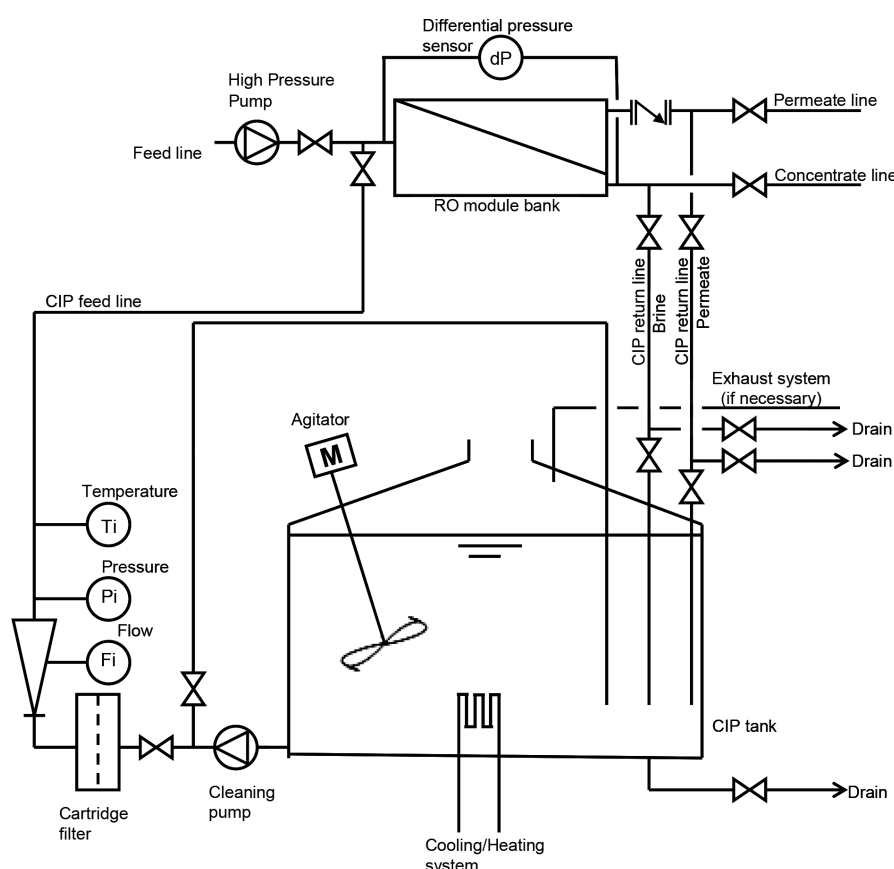 Differential pressure
sensor
dP
High Pressure
Pump
Permeate line
Feed line
Concentrate line
RO module bank
CIP feed line
CIP return line
Brine
CIP return line
Permeate
Exhaust system
(if necessary)
Agitator
M
Drain
Drain
Temperature
Ti
Pressure
Pi
Flow
Fi
CIP tank
Cleaning
pump
Drain
Cartridge
filter
Cooling/Heating
system